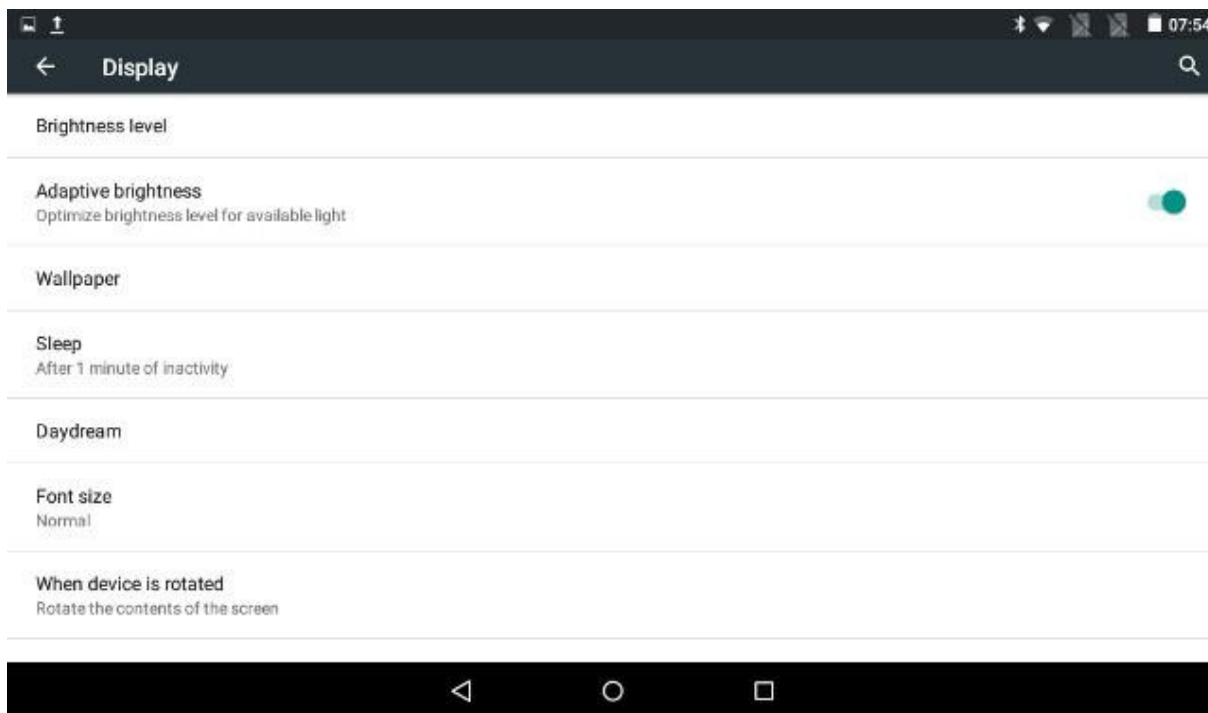 07:54
Display
Brightness level
Adaptive brightness
Optimize brightness level for available light
Wallpaper
Sleep
After 1 minute of inactivity
Daydream
Font size
Normal
When device is rotated
Rotate the contents of the screen